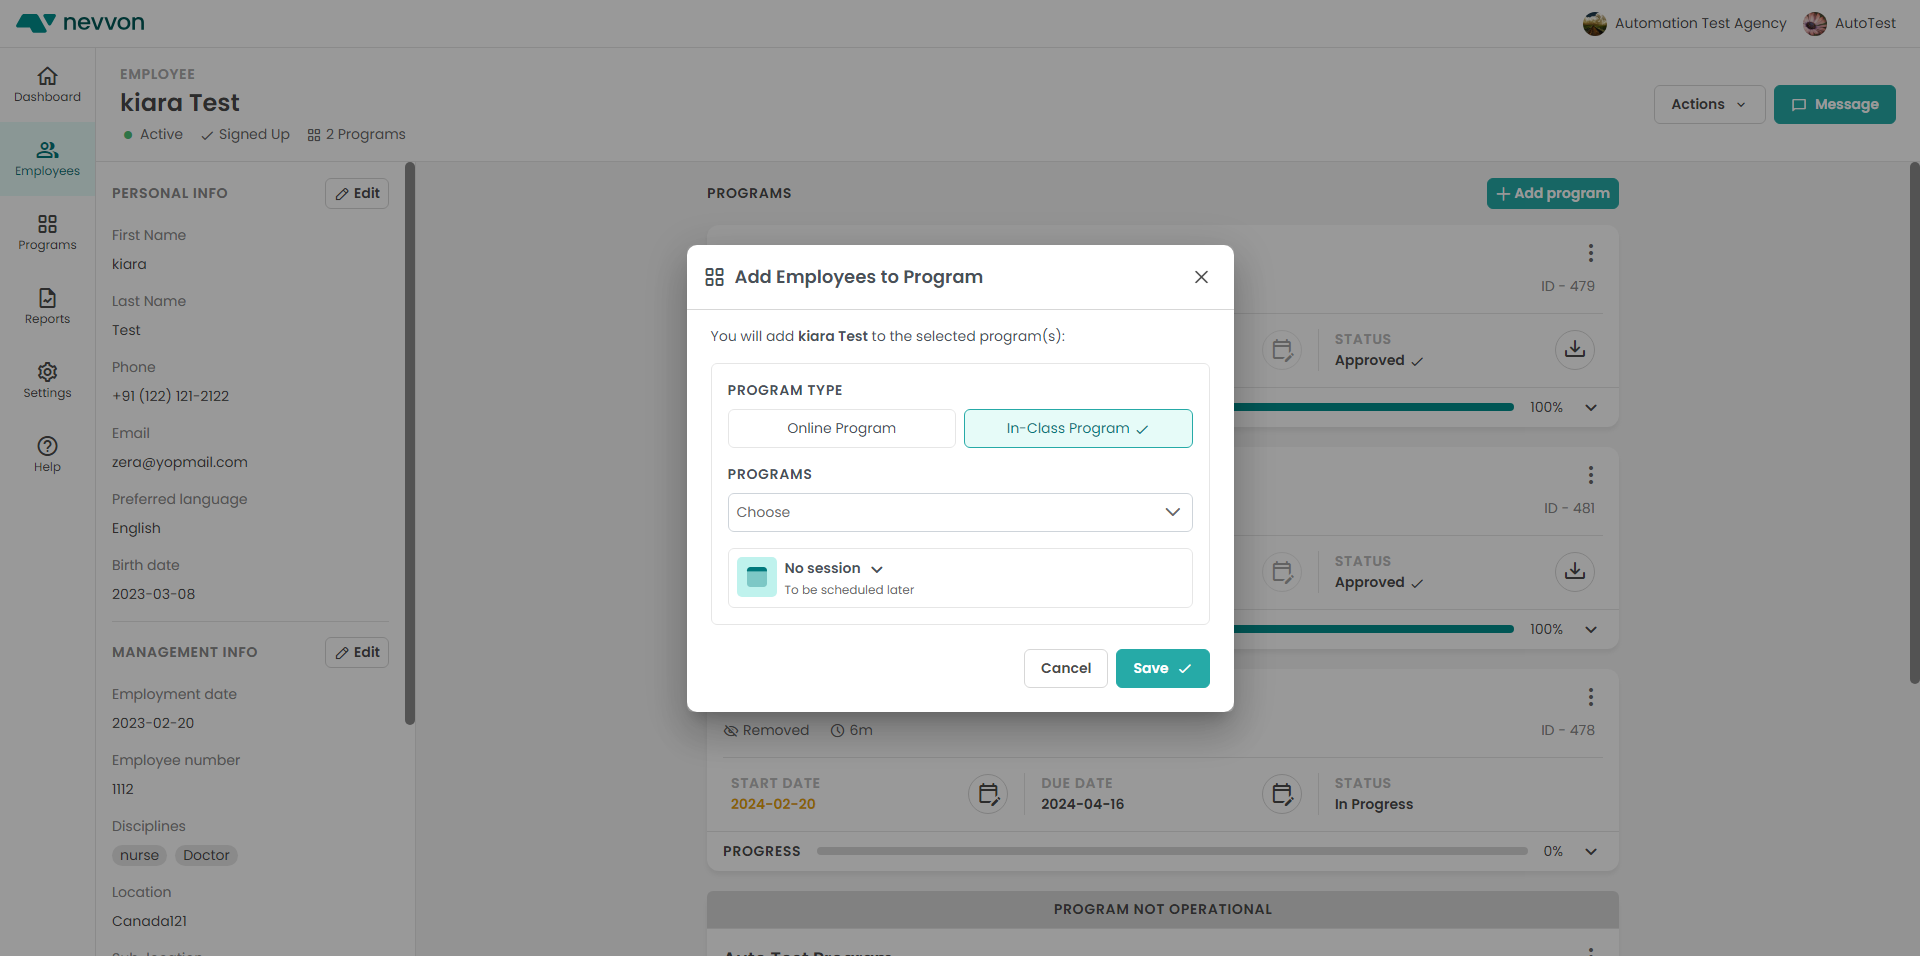 nevvon
Automation Test Agency
AutoTest
Dashboard
Employees
Programs
Reports
Settings
Help
EMPLOYEE
kiara Test
Active
Signed Up
2 Programs
Actions
Message
PERSONAL INFO
Edit
First Name
kiara
Last Name
Test
Phone
+91 (122) 121-2122
Email
zera@yopmail.com
Preferred language
English
Birth date
2023-03-08
MANAGEMENT INFO
Edit
Employment date
2023-02-20
Employee number
1112
Disciplines
nurse
Doctor
Location
Canada121
PROGRAMS
Add program
ID - 479
STATUS
Approved
100%
ID - 481
STATUS
Approved
100%
Removed
6m
ID - 478
START DATE
2024-02-20
DUE DATE
2024-04-16
STATUS
In Progress
PROGRESS
0%
PROGRAM NOT OPERATIONAL
Auto Test Program
Add Employees to Program
You will add kiara Test to the selected program(s):
PROGRAM TYPE
Online Program
In-Class Program
PROGRAMS
Choose
No session
To be scheduled later
Cancel
Save